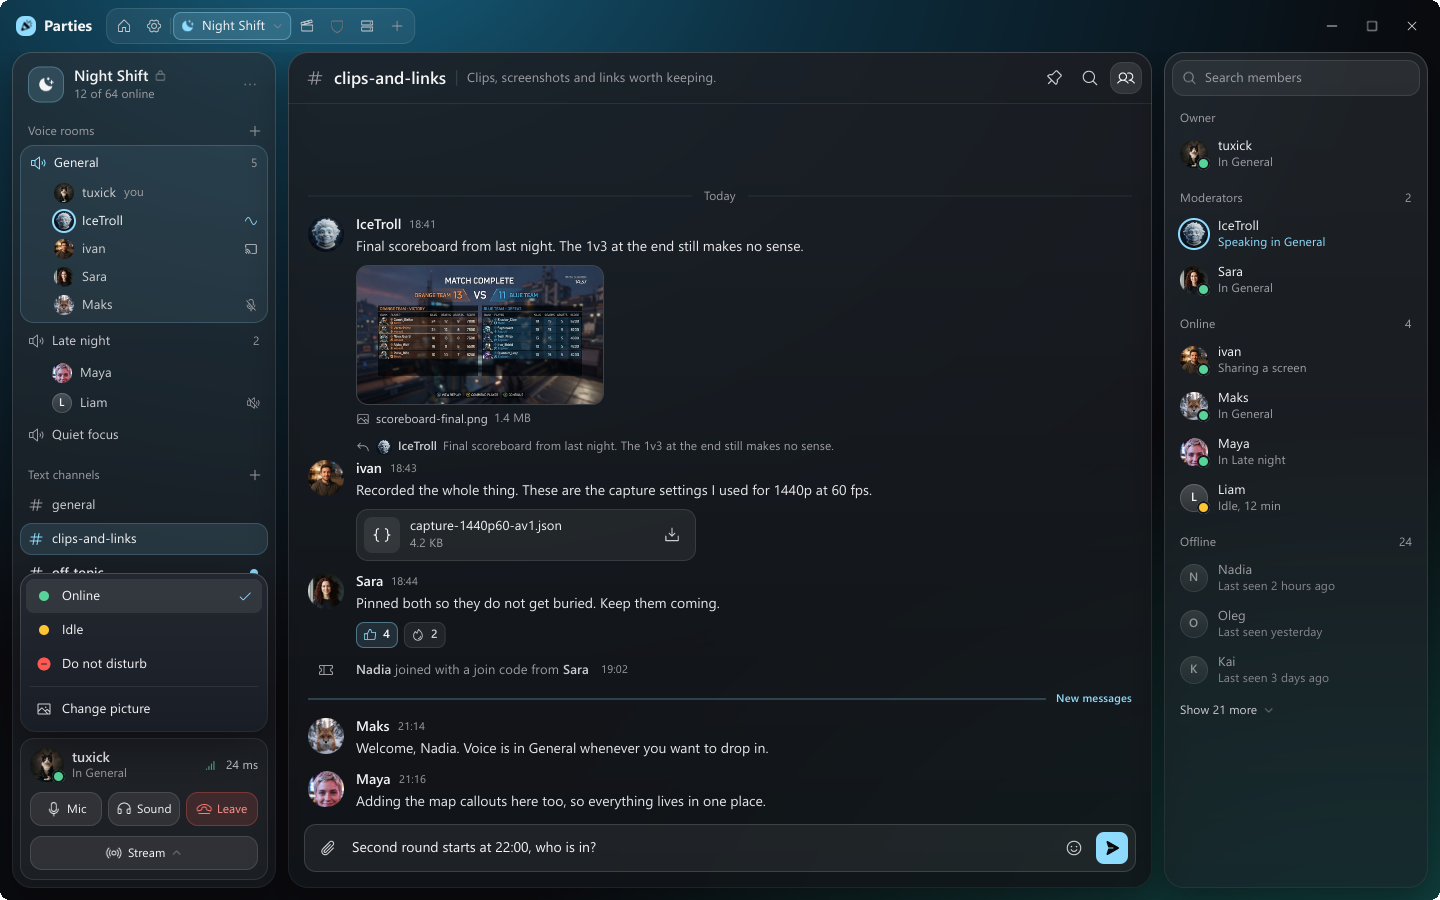 Parties
Night Shift
Night Shift
12 of 64 online
Voice rooms
General 5
tuxick you
IceTroll
ivan
Sara
Maks
Late night 2
Maya
L Liam
Quiet focus
Text channels
# general
# clips-and-links
# off-topic
Online
Idle
Do not disturb
Change picture
tuxick
In General
24 ms
Mic Sound Leave
Stream
# clips-and-links Clips, screenshots and links worth keeping.
Today
IceTroll 18:41
Final scoreboard from last night. The 1v3 at the end still makes no sense.
MATCH COMPLETE
ORANGE TEAM 13 VS 11 BLUE TEAM
scoreboard-final.png 1.4 MB
IceTroll Final scoreboard from last night. The 1v3 at the end still makes no sense.
ivan 18:43
Recorded the whole thing. These are the capture settings I used for 1440p at 60 fps.
{ } capture-1440p60-av1.json
4.2 KB
Sara 18:44
Pinned both so they do not get buried. Keep them coming.
4 2
Nadia joined with a join code from Sara 19:02
New messages
Maks 21:14
Welcome, Nadia. Voice is in General whenever you want to drop in.
Maya 21:16
Adding the map callouts here too, so everything lives in one place.
Second round starts at 22:00, who is in?
Search members
Owner
tuxick
In General
Moderators 2
IceTroll
Speaking in General
Sara
In General
Online 4
ivan
Sharing a screen
Maks
In General
Maya
In Late night
L Liam
Idle, 12 min
Offline 24
N Nadia
Last seen 2 hours ago
O Oleg
Last seen yesterday
K Kai
Last seen 3 days ago
Show 21 more